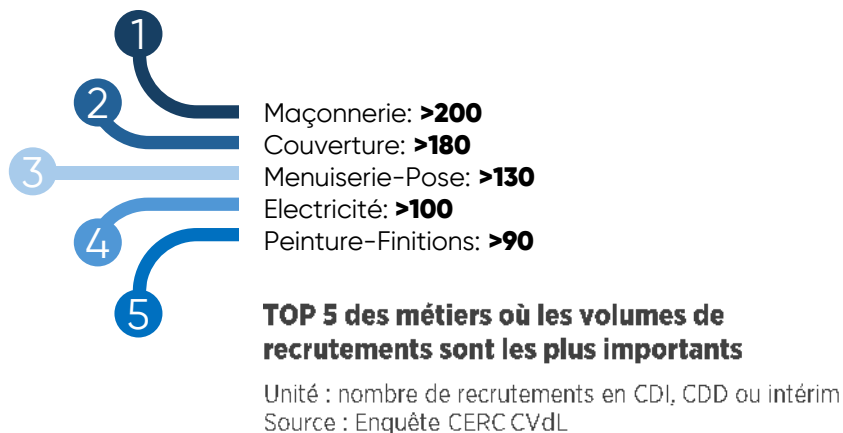 1
2
3
4
5
Maçonnerie: >200
Couverture: >180
Menuiserie-Pose: >130
Electricité: >100
Peinture-Finitions: >90
TOP 5 des métiers où les volumes de
recrutements sont les plus importants
Unité : nombre de recrutements en CDI, CDD ou intérim
Source : Enquête CERC CVdL